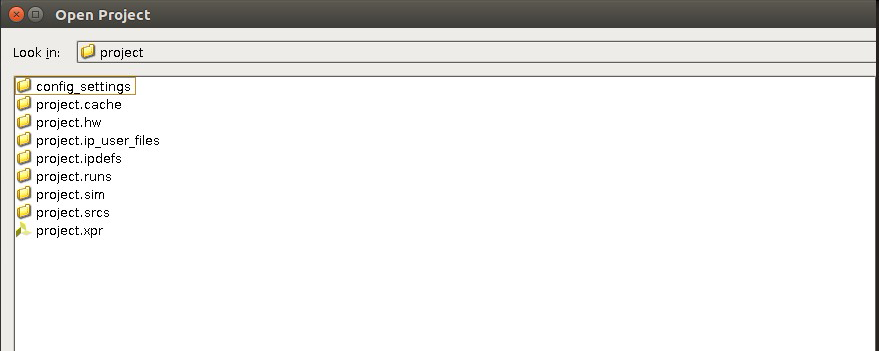 Open Project
Look in: project
config_settings
project.cache
project.hw
project.ip_user_files
project.ipdefs
project.runs
project.sim
project.srcs
project.xpr